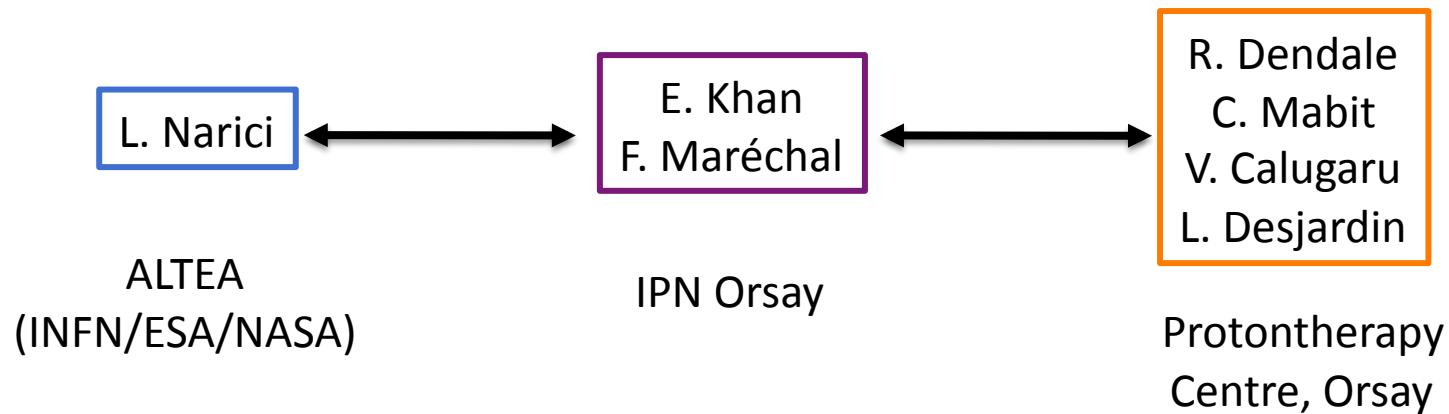 L. Narici
ALTEA
(INFN/ESA/NASA)
E. Khan
F. Maréchal
IPN Orsay
R. Dendale
C. Mabit
V. Calugaru
L. Desjardin
Protontherapy
Centre, Orsay